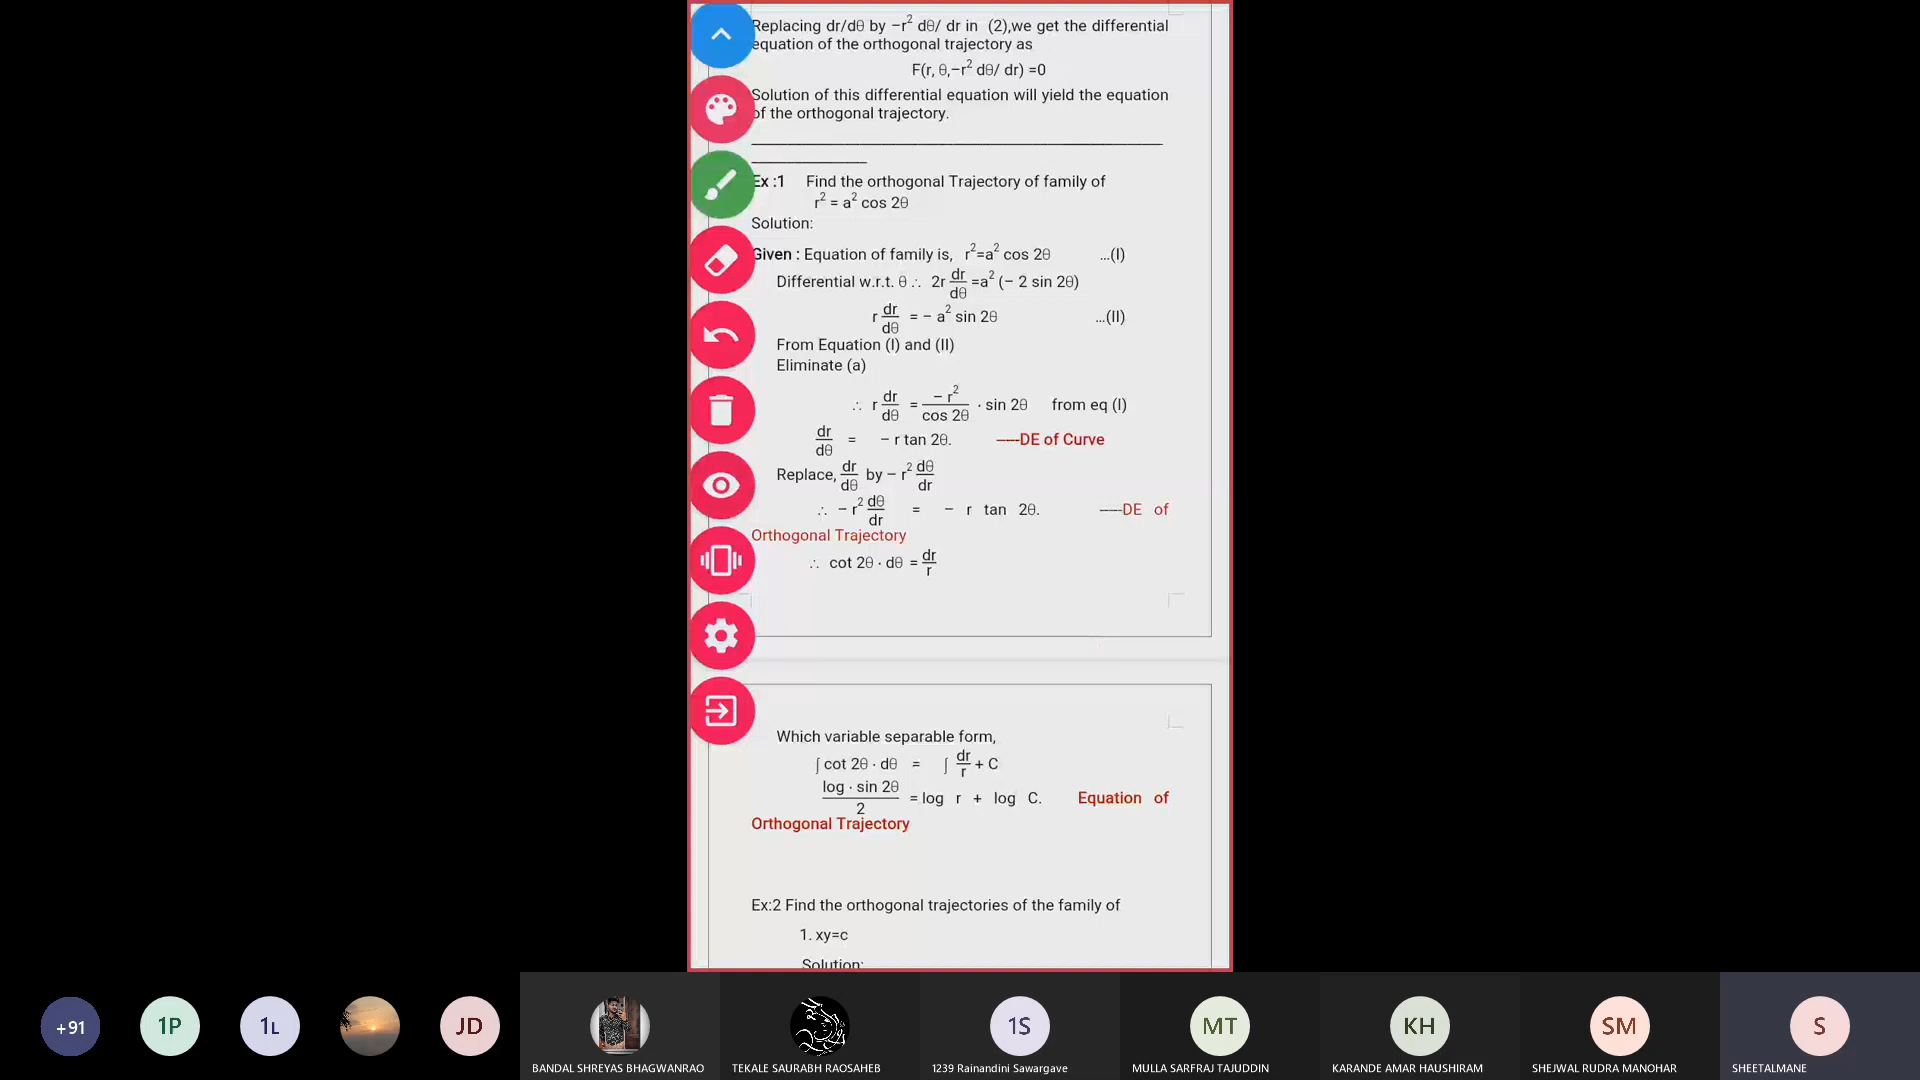 Replacing dr/dθ by −r² dθ/ dr in (2),we get the differential
equation of the orthogonal trajectory as
F(r, θ,−r² dθ/ dr) =0
Solution of this differential equation will yield the equation
of the orthogonal trajectory.
Ex :1 Find the orthogonal Trajectory of family of
r² = a² cos 2θ
Solution:
Given : Equation of family is, r²=a² cos 2θ ...(I)
Differential w.r.t. θ ∴ 2r dr/dθ =a² (− 2 sin 2θ)
r dr/dθ = − a² sin 2θ ...(II)
From Equation (I) and (II)
Eliminate (a)
∴ r dr/dθ = − r²/cos 2θ · sin 2θ from eq (I)
dr/dθ = − r tan 2θ. -----DE of Curve
Replace, dr/dθ by − r² dθ/dr
∴ − r² dθ/dr = − r tan 2θ. -----DE of
Orthogonal Trajectory
∴ cot 2θ · dθ = dr/r
Which variable separable form,
∫ cot 2θ · dθ = ∫ dr/r + C
log · sin 2θ/2 = log r + log C. Equation of
Orthogonal Trajectory
Ex:2 Find the orthogonal trajectories of the family of
1. xy=c
Solution:
+91 1P 1L JD 1S MT KH SM S
BANDAL SHREYAS BHAGWANRAO TEKALE SAURABH RAOSAHEB 1239 Rainandini Sawargave MULLA SARFRAJ TAJUDDIN KARANDE AMAR HAUSHIRAM SHEJWAL RUDRA MANOHAR SHEETALMANE